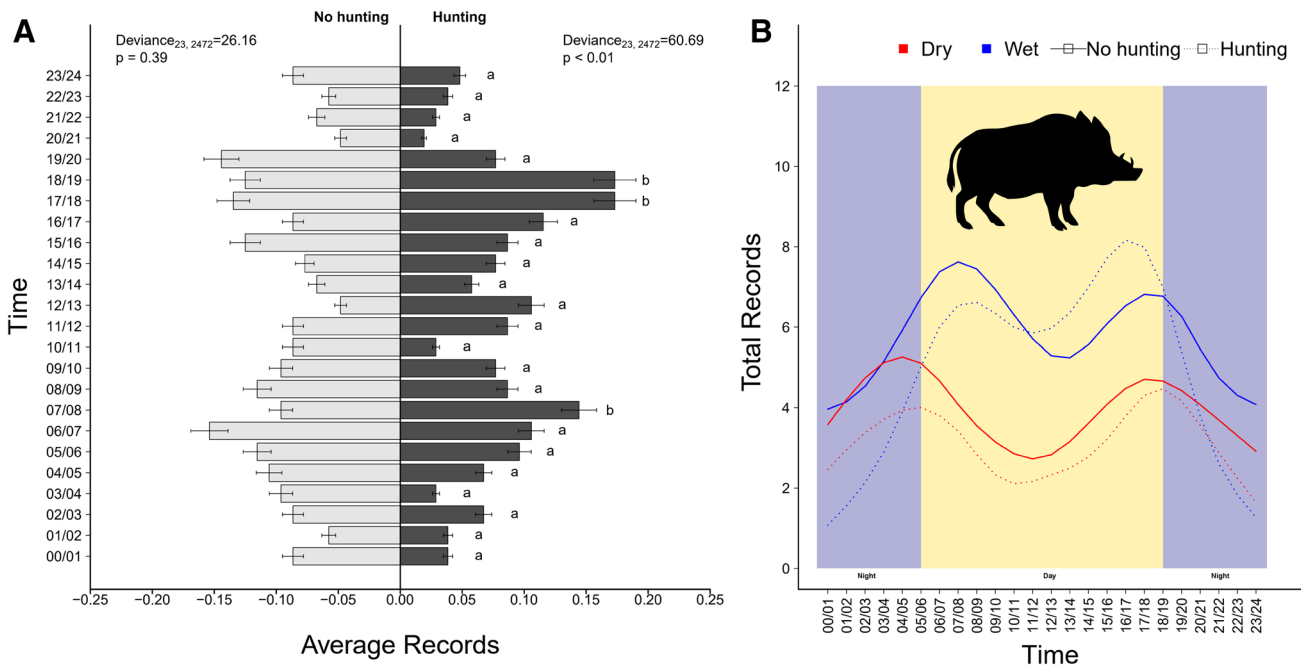 A
No hunting
Hunting
Deviance23, 2472=26.16
p = 0.39
Deviance23, 2472=60.69
p < 0.01
Time
23/24
a
22/23
a
21/22
a
20/21
a
19/20
a
18/19
b
17/18
b
16/17
a
15/16
a
14/15
a
13/14
a
12/13
a
11/12
a
10/11
a
09/10
a
08/09
a
07/08
b
06/07
a
05/06
a
04/05
a
03/04
a
02/03
a
01/02
a
00/01
a
−0.25 −0.20 −0.15 −0.10 −0.05 0.00 0.05 0.10 0.15 0.20 0.25
Average Records
B
Dry Wet No hunting Hunting
Total Records
12
10
8
6
4
2
0
Night Day Night
00/01 01/02 02/03 03/04 04/05 05/06 06/07 07/08 08/09 09/10 10/11 11/12 12/13 13/14 14/15 15/16 16/17 17/18 18/19 19/20 20/21 21/22 22/23 23/24
Time